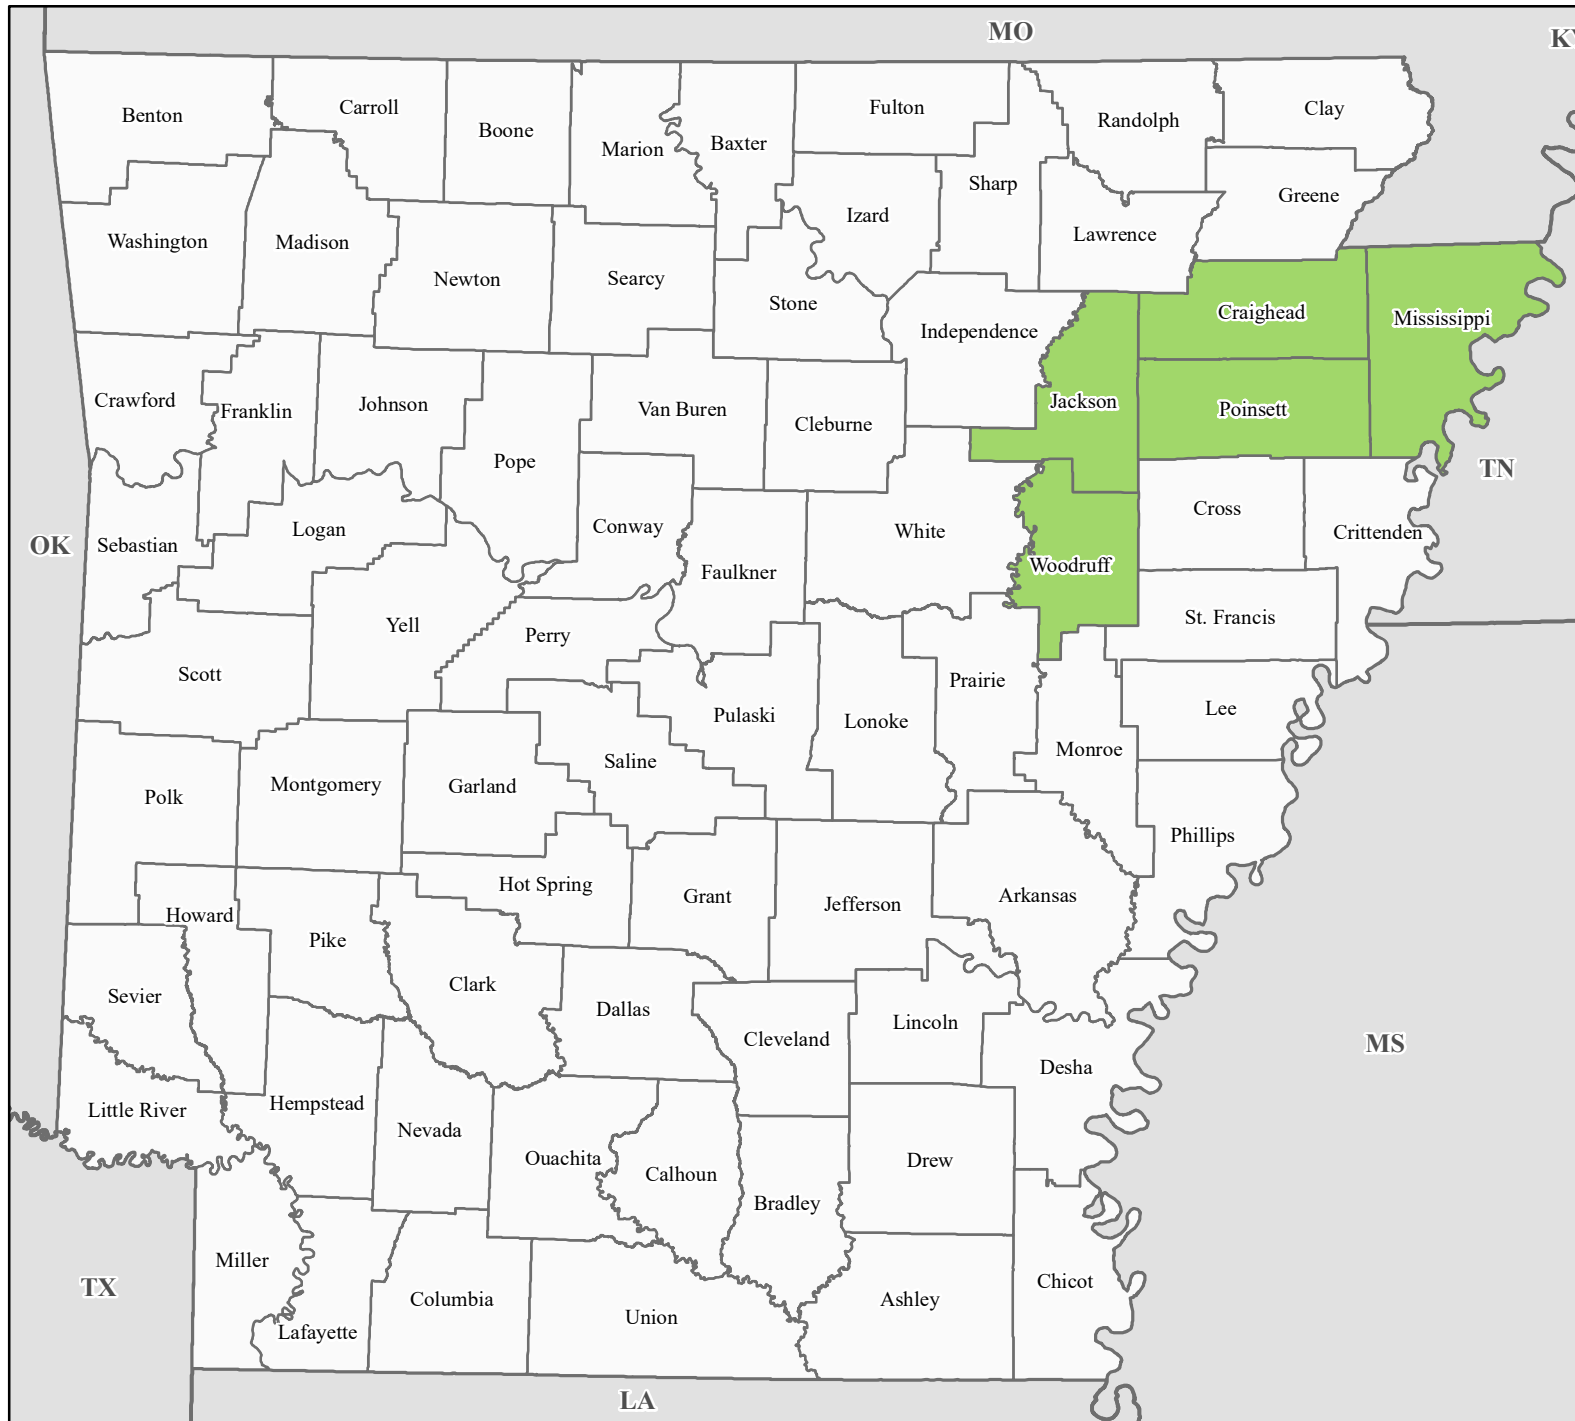 MO
KY
Benton
Carroll
Boone
Marion
Baxter
Fulton
Randolph
Clay
Sharp
Greene
Izard
Lawrence
Washington
Madison
Newton
Searcy
Stone
Independence
Craighead
Mississippi
Crawford
Franklin
Johnson
Pope
Van Buren
Cleburne
Jackson
Poinsett
TN
OK
Sebastian
Logan
Conway
White
Cross
Crittenden
Faulkner
Woodruff
Yell
Perry
St. Francis
Scott
Prairie
Pulaski
Lonoke
Lee
Monroe
Saline
Polk
Montgomery
Garland
Phillips
Hot Spring
Grant
Jefferson
Arkansas
Howard
Pike
Clark
Sevier
Dallas
Cleveland
Lincoln
MS
Desha
Little River
Hempstead
Nevada
Ouachita
Calhoun
Drew
Bradley
Miller
TX
Columbia
Lafayette
Union
Ashley
Chicot
LA